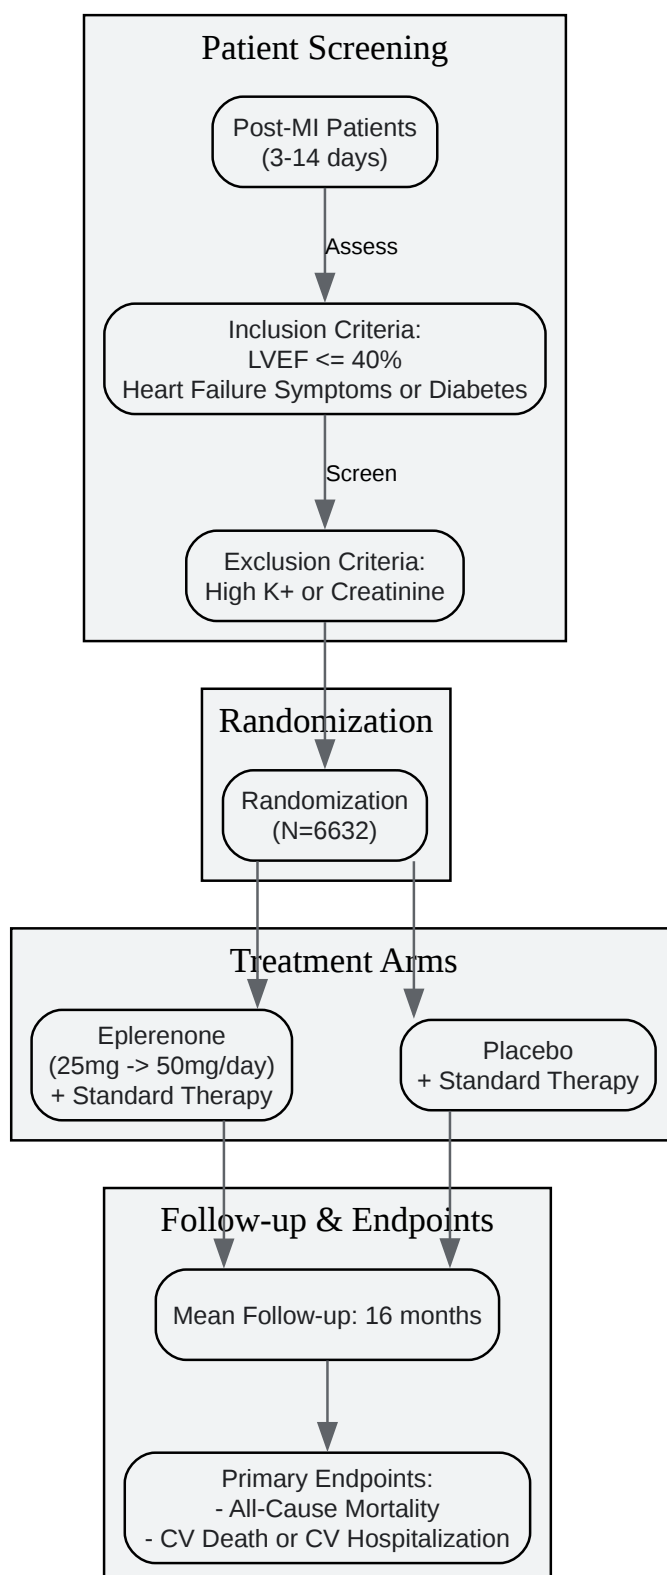 Patient Screening
Post-MI Patients
(3-14 days)
Assess
Inclusion Criteria:
LVEF <= 40%
Heart Failure Symptoms or Diabetes
Screen
Exclusion Criteria:
High K+ or Creatinine
Randomization
Randomization
(N=6632)
Treatment Arms
Eplerenone
(25mg -> 50mg/day)
+ Standard Therapy
Placebo
+ Standard Therapy
Follow-up & Endpoints
Mean Follow-up: 16 months
Primary Endpoints:
- All-Cause Mortality
- CV Death or CV Hospitalization